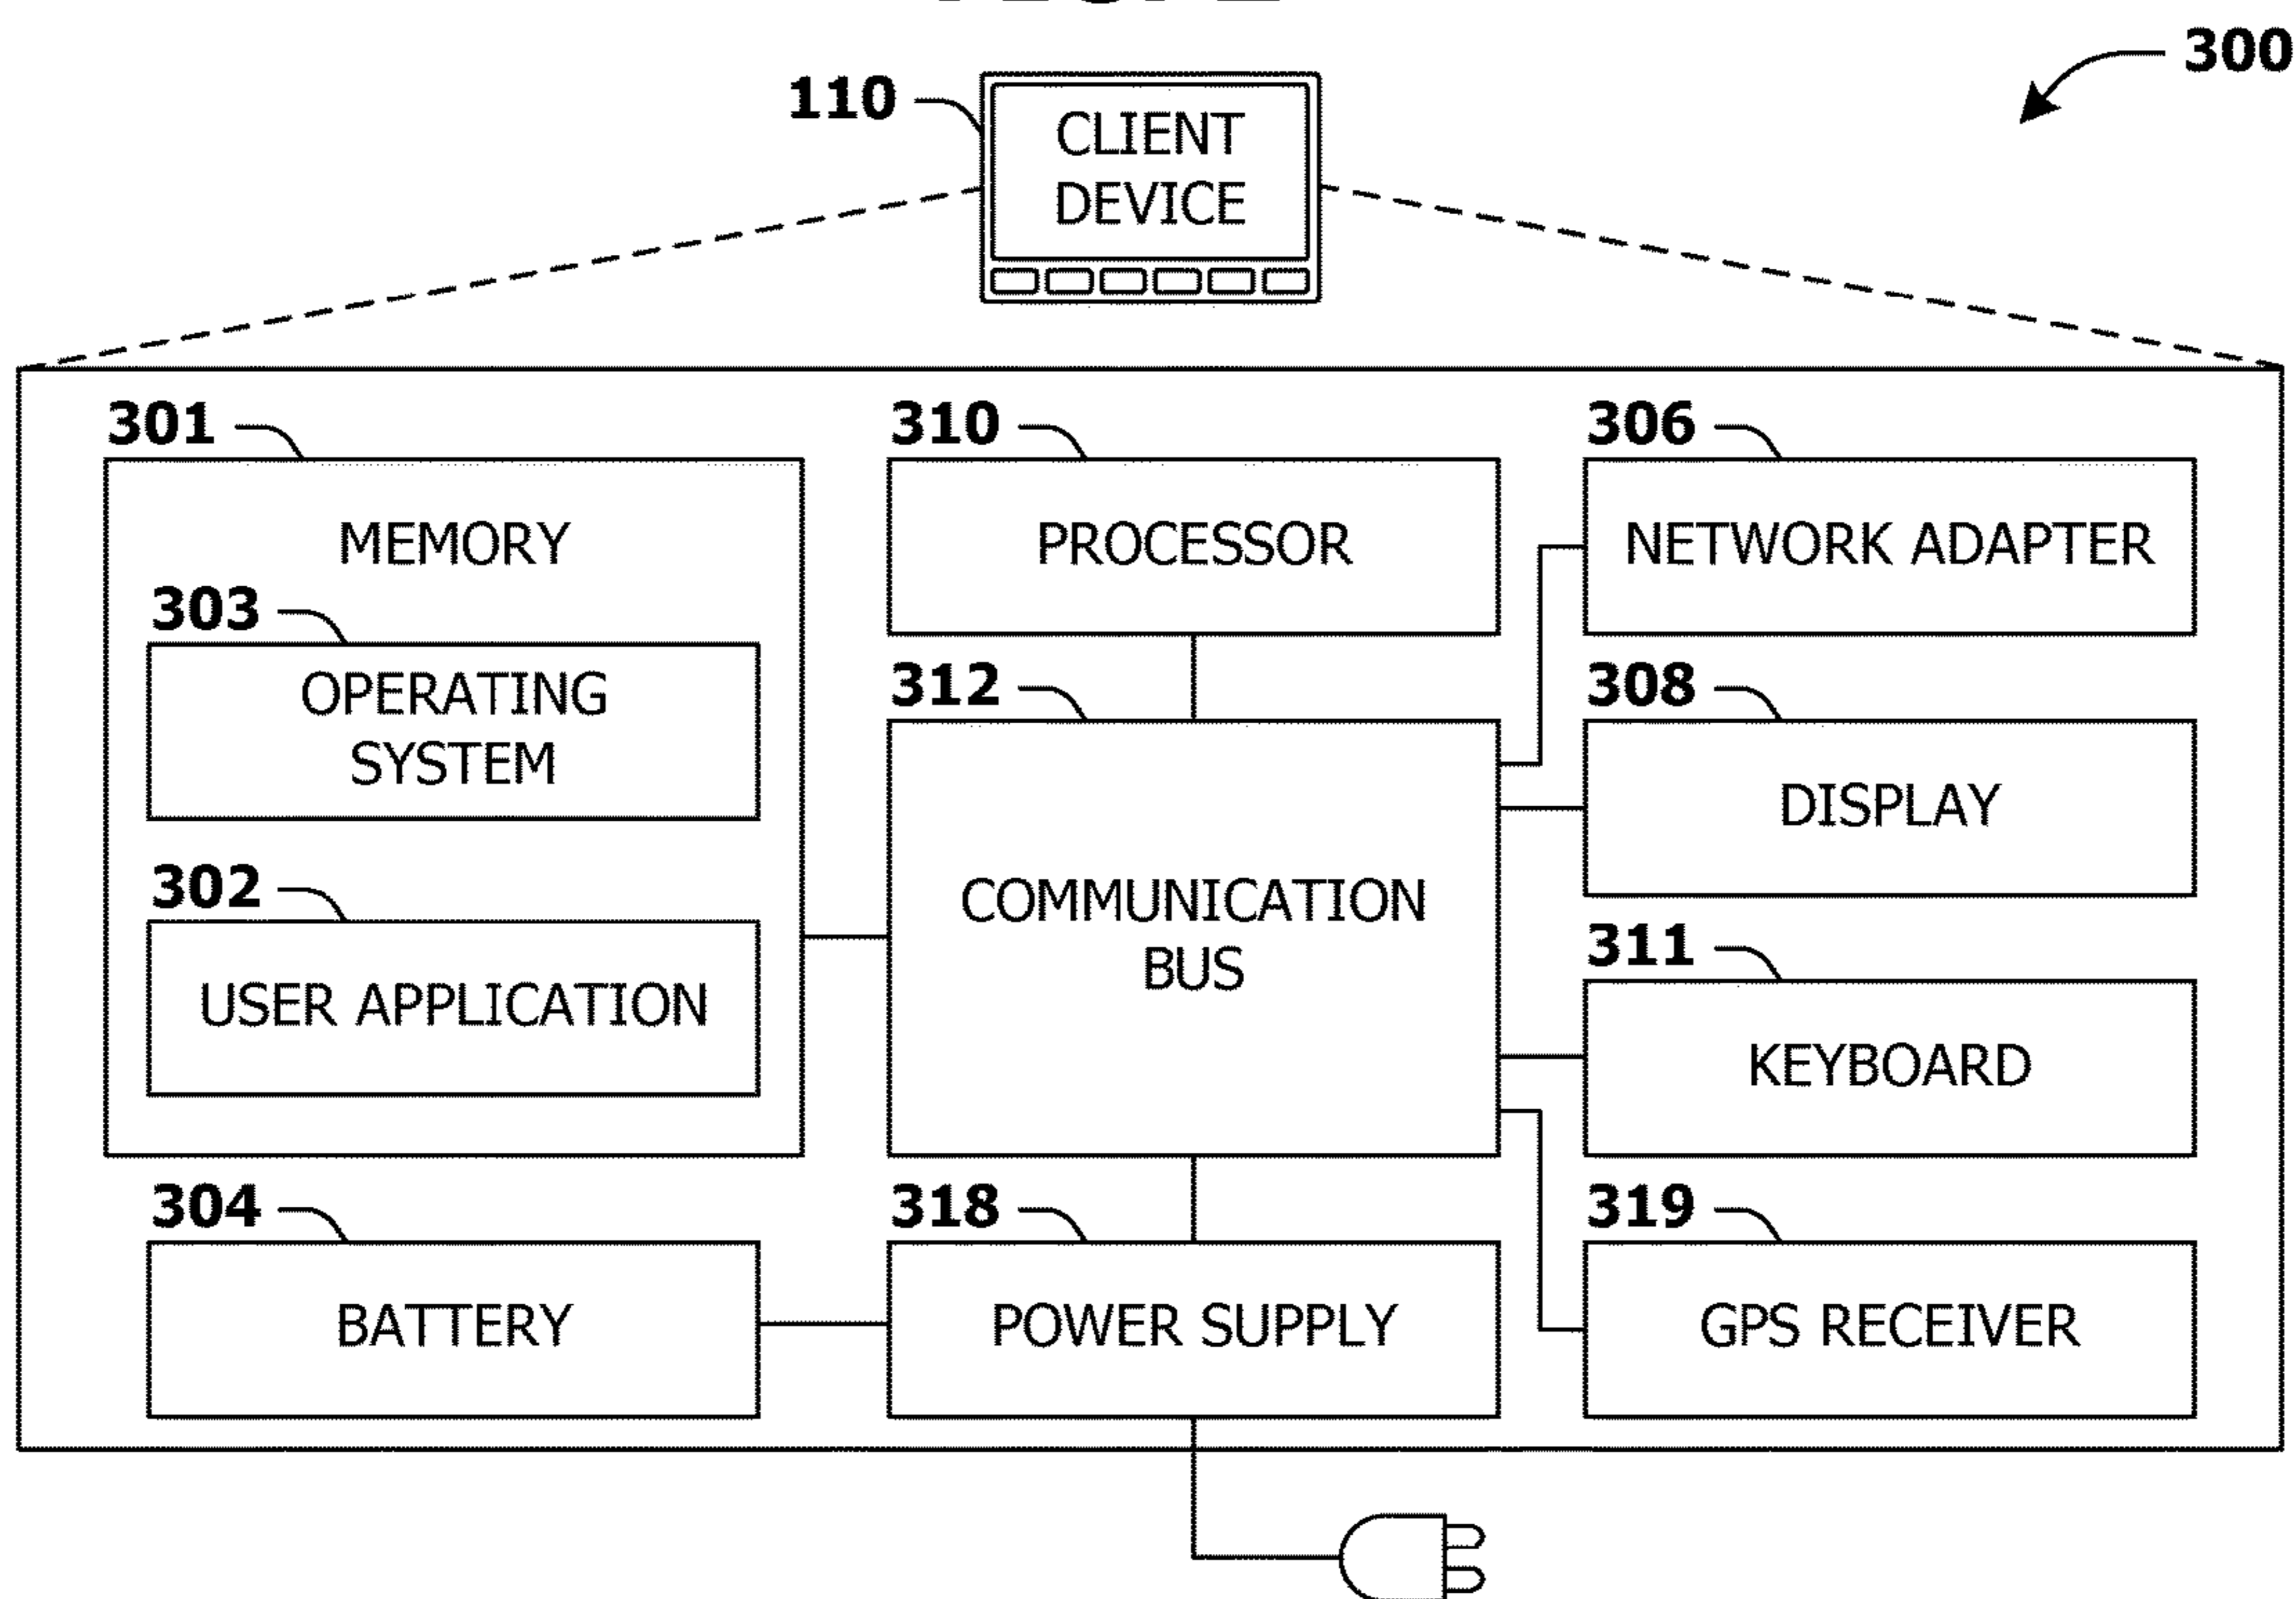 300
110
CLIENT
DEVICE
301
310
306
MEMORY
PROCESSOR
NETWORK ADAPTER
303
OPERATING
SYSTEM
312
308
DISPLAY
302
USER APPLICATION
COMMUNICATION
BUS
311
KEYBOARD
304
318
319
BATTERY
POWER SUPPLY
GPS RECEIVER